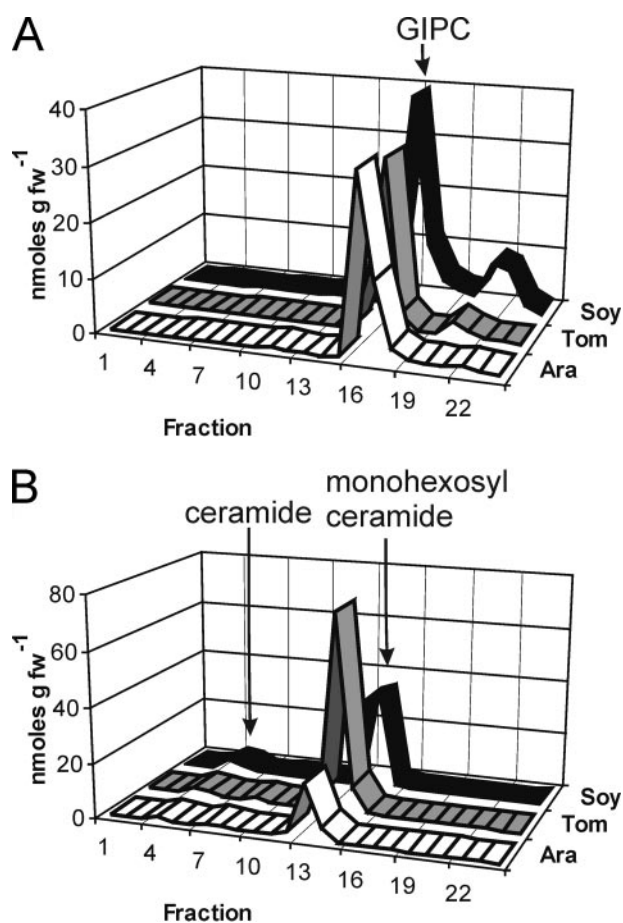 A
GIPC
40
30
20
10
0
nmoles g fw⁻¹
1 4 7 10 13 16 19 22
Fraction
Soy
Tom
Ara
B
ceramide
monohexosyl
ceramide
80
60
40
20
0
nmoles g fw⁻¹
1 4 7 10 13 16 19 22
Fraction
Soy
Tom
Ara